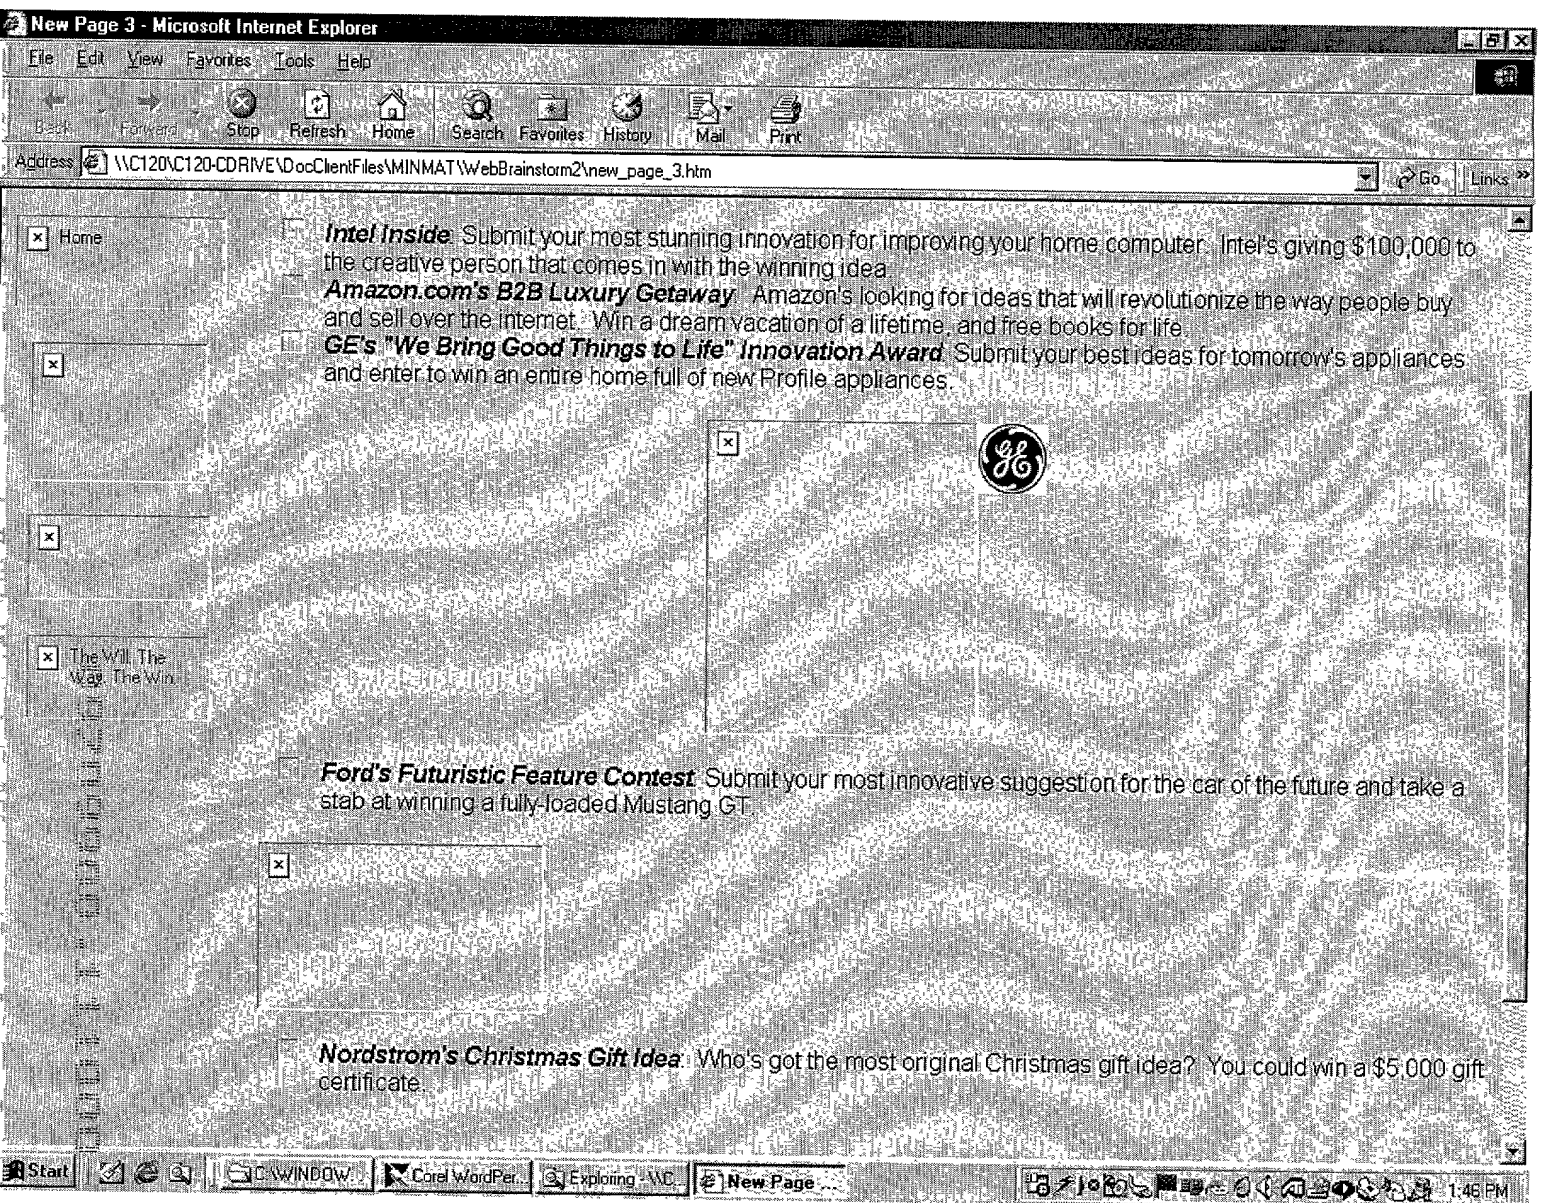 New Page 3 - Microsoft Internet Explorer
File Edit View Favorites Tools Help
Back Forward Stop Refresh Home Search Favorites History Mail Print
Address \\C120\C120-CDRIVE\DocClientFiles\MINMAT\WebBrainstorm2\new_page_3.htm Go Links »
Home
Intel Inside: Submit your most stunning innovation for improving your home computer. Intel's giving $100,000 to
the creative person that comes in with the winning idea.
Amazon.com's B2B Luxury Getaway: Amazon's looking for ideas that will revolutionize the way people buy
and sell over the internet. Win a dream vacation of a lifetime, and free books for life.
GE's "We Bring Good Things to Life" Innovation Award: Submit your best ideas for tomorrow's appliances
and enter to win an entire home full of new Profile appliances.
GE
The Will. The
Way. The Win.
Ford's Futuristic Feature Contest: Submit your most innovative suggestion for the car of the future and take a
stab at winning a fully-loaded Mustang GT.
Nordstrom's Christmas Gift Idea: Who's got the most original Christmas gift idea? You could win a $5,000 gift
certificate.
Start C:\WINDOW... Corel WordPer... Exploring - \\C... New Page ... 1:46 PM